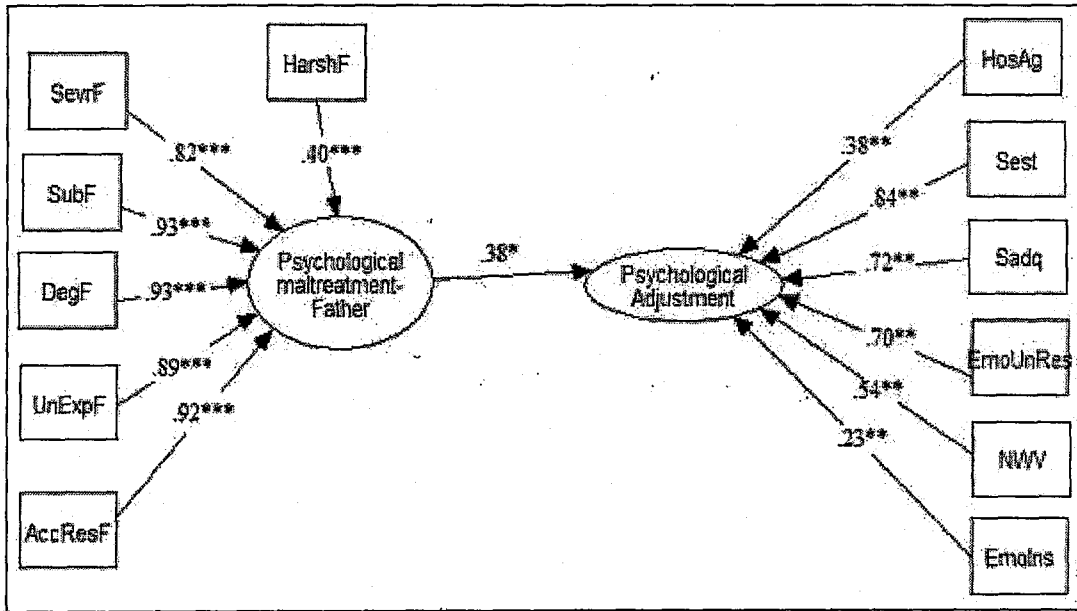 HarshF
SevrF
.82***
.40***
SubF
.93***
DegF
.93***
Psychological
maltreatment-
Father
UnExpF
.89***
AccResF
.92***
.38*
Psychological
Adjustment
HosAg
.38**
Sest
.84**
Sadq
.72**
EmoUnRes
.70**
NWV
.54**
EmoIns
.23**